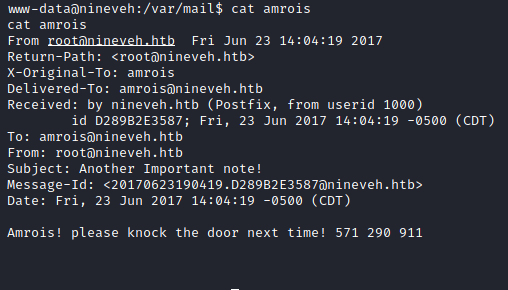 www-data@nineveh:/var/mail$ cat amrois
cat amrois
From root@nineveh.htb  Fri Jun 23 14:04:19 2017
Return-Path: <root@nineveh.htb>
X-Original-To: amrois
Delivered-To: amrois@nineveh.htb
Received: by nineveh.htb (Postfix, from userid 1000)
        id D289B2E3587; Fri, 23 Jun 2017 14:04:19 -0500 (CDT)
To: amrois@nineveh.htb
From: root@nineveh.htb
Subject: Another Important note!
Message-Id: <20170623190419.D289B2E3587@nineveh.htb>
Date: Fri, 23 Jun 2017 14:04:19 -0500 (CDT)

Amrois! please knock the door next time! 571 290 911